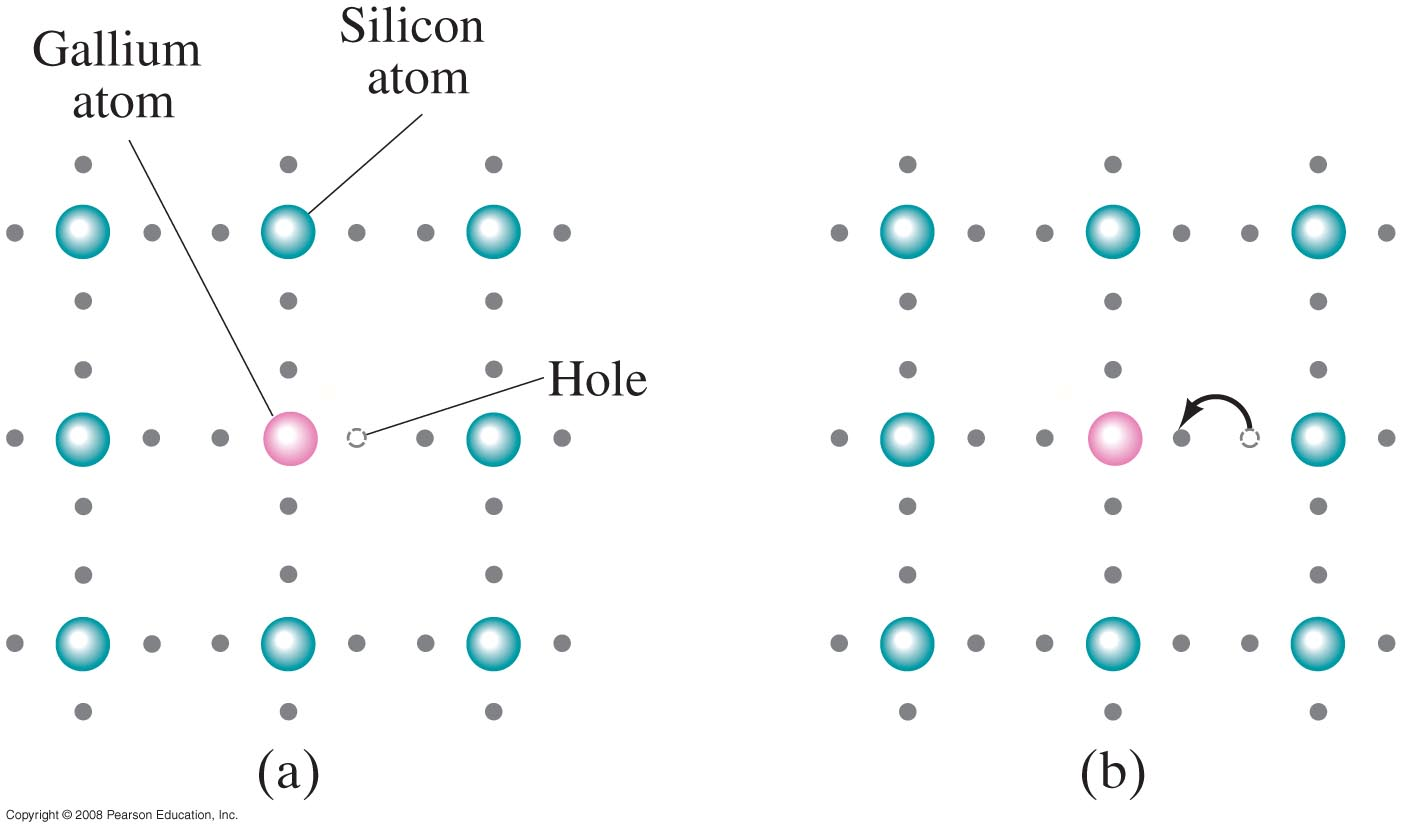 Gallium
atom
Silicon
atom
Hole
(a)
(b)
Copyright © 2008 Pearson Education, Inc.